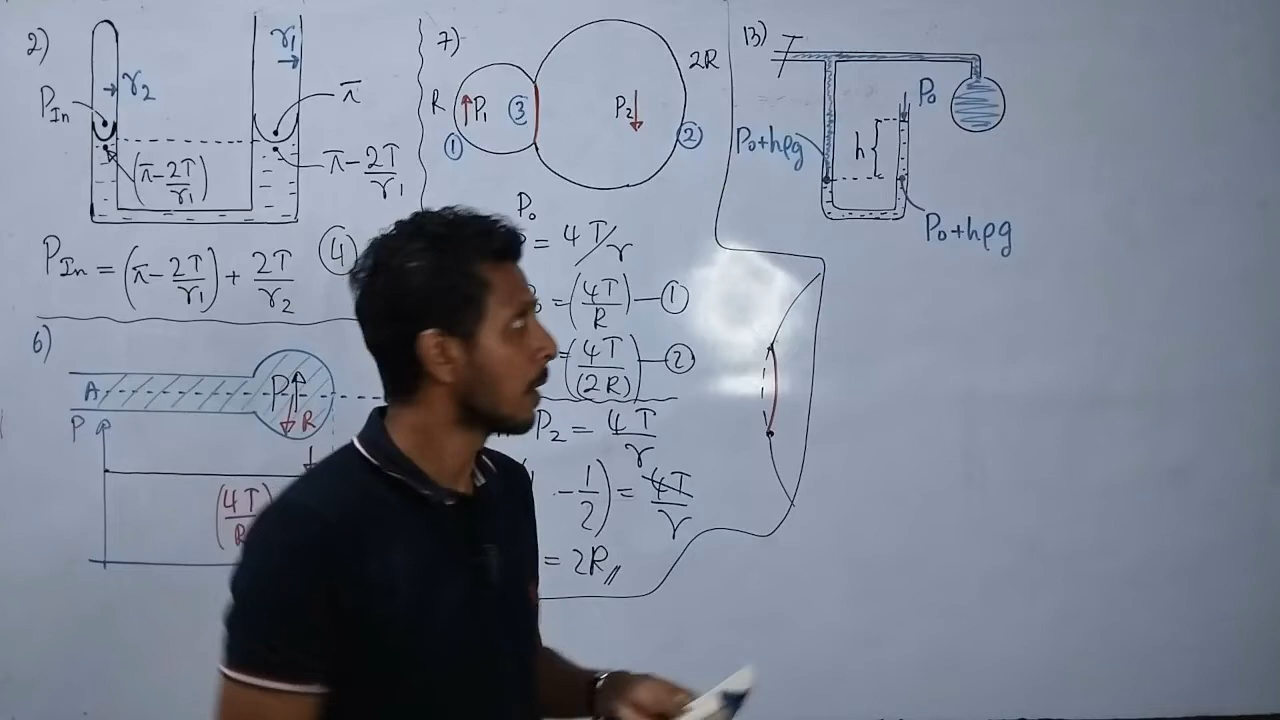 2)
r₁
r₂
P_In
π
(π - 2T/r₁)
π - 2T/r₁
P_In = (π - 2T/r₁) + 2T/r₂
④
6)
A
P
R
P
(4T/R
7)
R
P₁
③
P₂
2R
①
②
P₀
= 4T/r
= (4T/R) — ①
= (4T/(2R)) — ②
P₂ = 4T/r
- 1/2) = 4T/r
= 2R//
13)
P₀
P₀+hρg
h
P₀+hρg